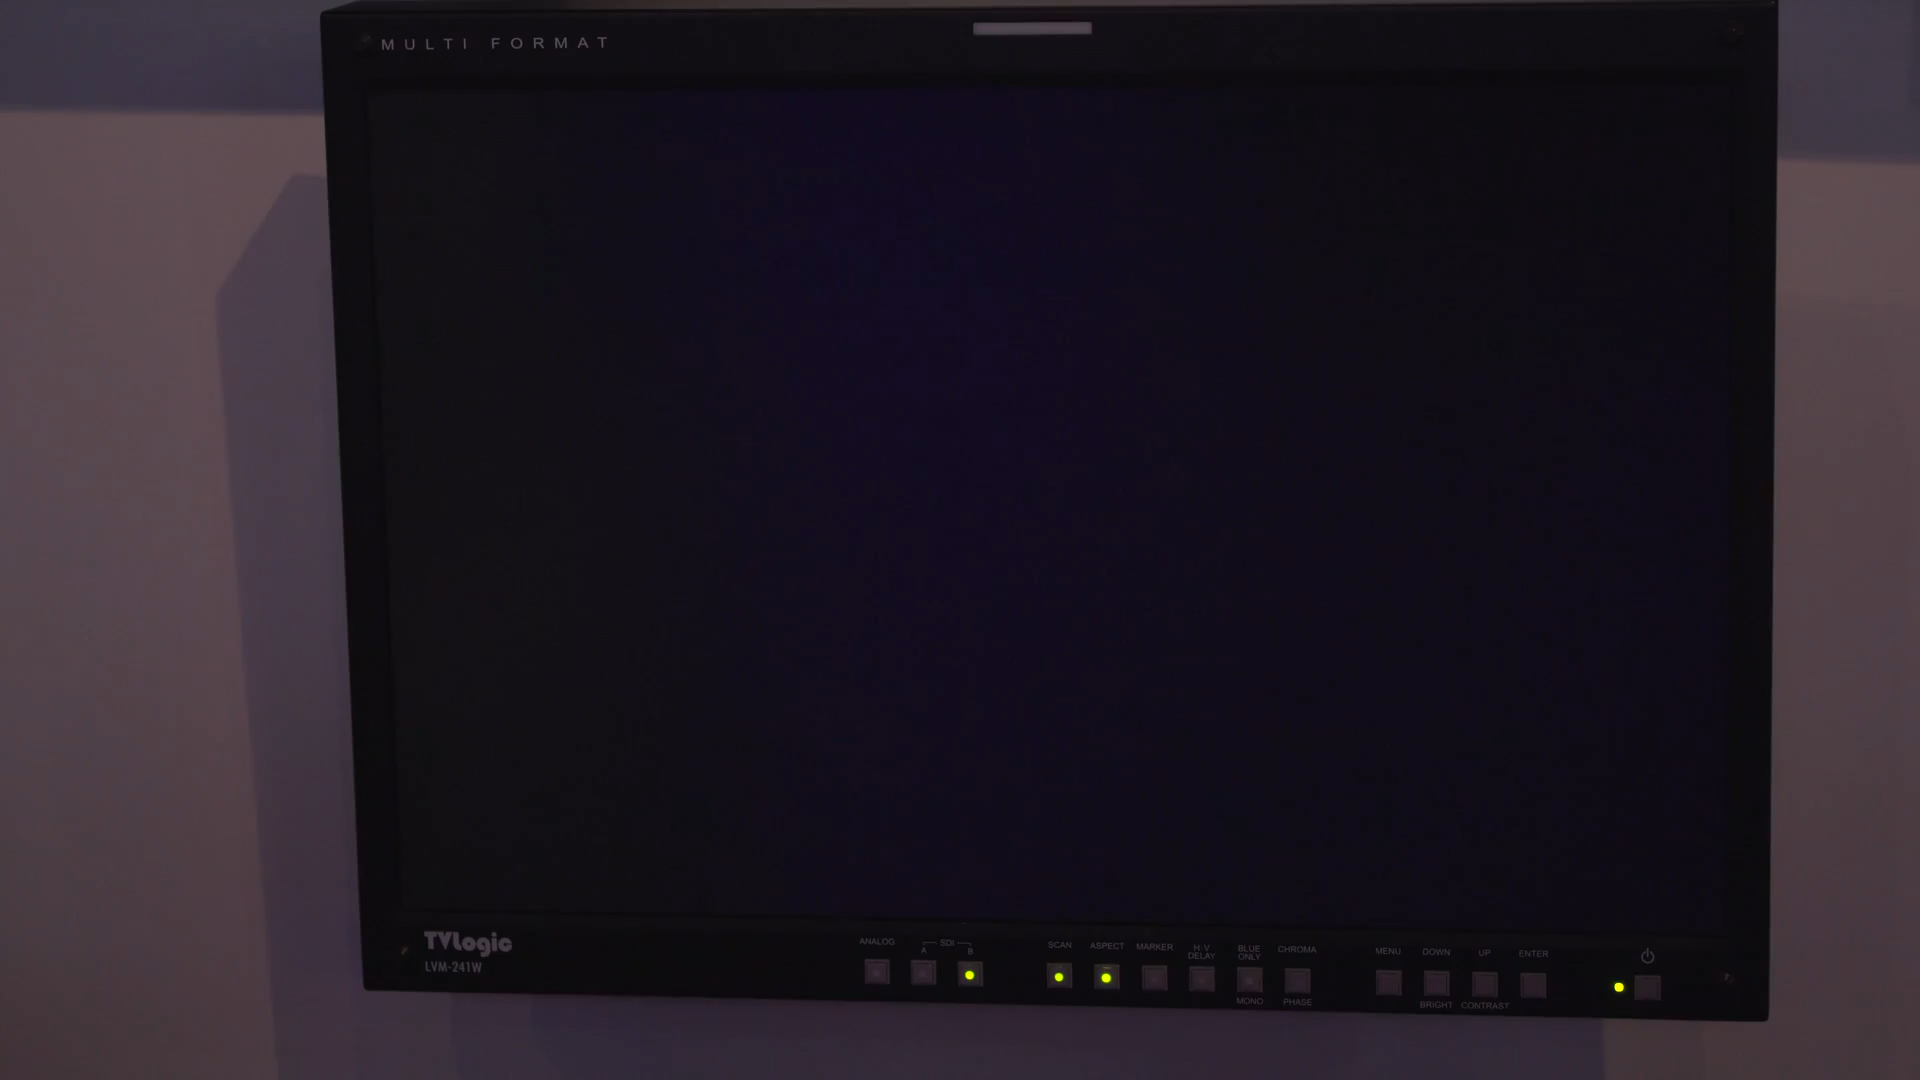 MULTI FORMAT
TVLogic
LVM-241W
ANALOG
SDI
A B
SCAN
ASPECT
MARKER
H/V DELAY
BLUE ONLY
CHROMA
MONO
PHASE
MENU
DOWN
UP
ENTER
BRIGHT
CONTRAST